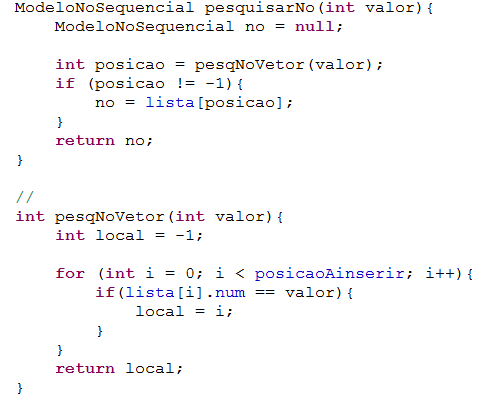 ModeloNoSequencial pesquisarNo(int valor){
    ModeloNoSequencial no = null;

    int posicao = pesqNoVetor(valor);
    if (posicao != -1){
        no = lista[posicao];
    }
    return no;
}

//
int pesqNoVetor(int valor){
    int local = -1;

    for (int i = 0; i < posicaoAinserir; i++){
        if(lista[i].num == valor){
            local = i;
        }
    }
    return local;
}